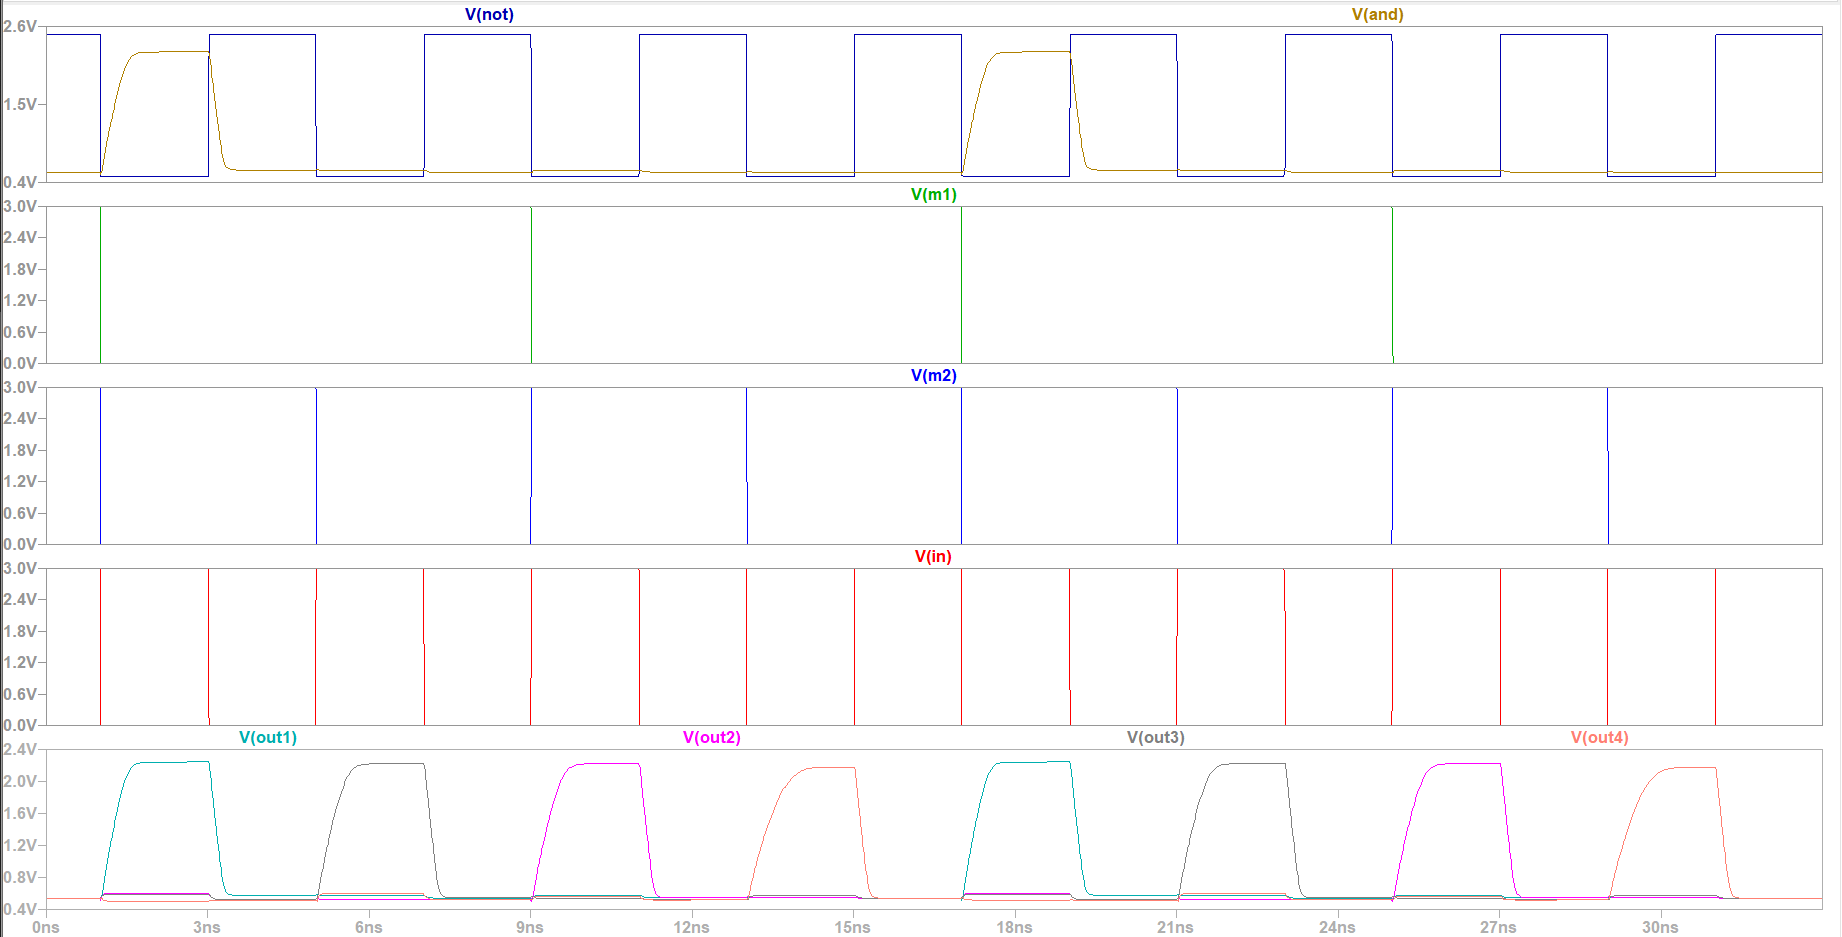 V(not) V(and)
2.6V
1.5V
0.4V
V(m1)
3.0V
2.4V
1.8V
1.2V
0.6V
0.0V
V(m2)
3.0V
2.4V
1.8V
1.2V
0.6V
0.0V
V(in)
3.0V
2.4V
1.8V
1.2V
0.6V
0.0V
V(out1) V(out2) V(out3) V(out4)
2.4V
2.0V
1.6V
1.2V
0.8V
0.4V
0ns 3ns 6ns 9ns 12ns 15ns 18ns 21ns 24ns 27ns 30ns